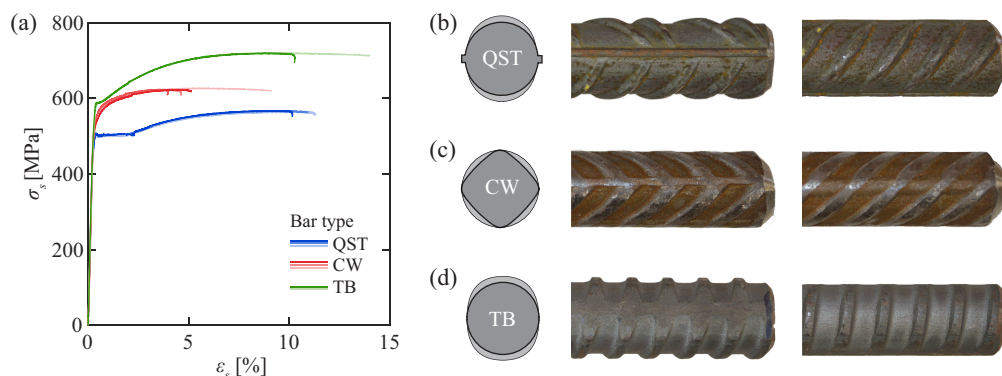 (a)
800
600
400
200
0
0
5
10
15
σs [MPa]
εs [%]
Bar type
QST
CW
TB
(b)
QST
(c)
CW
(d)
TB